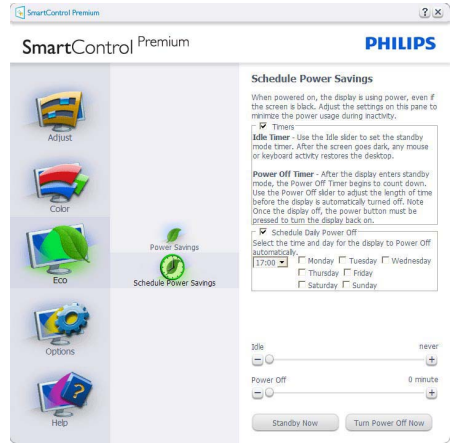 SmartControl Premium
? ×
SmartControl Premium
PHILIPS
Adjust
Color
Eco
Options
Help
Power Savings
Schedule Power Savings
Schedule Power Savings
When powered on, the display is using power, even if
the screen is black. Adjust the settings on this pane to
minimize the power usage during inactivity.
Timers
Idle Timer - Use the Idle slider to set the standby
mode timer. After the screen goes dark, any mouse
or keyboard activity restores the desktop.
Power Off Timer - After the display enters standby
mode, the Power Off Timer begins to count down.
Use the Power Off slider to adjust the length of time
before the display is automatically turned off. Note
Once the display off, the power button must be
pressed to turn the display back on.
Schedule Daily Power Off
Select the time and day for the display to Power Off
automatically.
17:00 Monday Tuesday Wednesday
Thursday Friday
Saturday Sunday
Idle never
Power Off 0 minute
Standby Now Turn Power Off Now